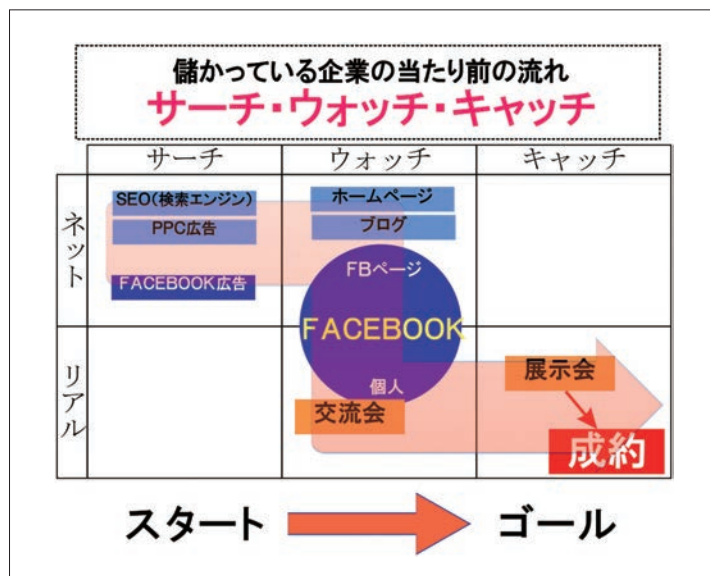 儲かっている企業の当たり前の流れ
サーチ・ウォッチ・キャッチ
サーチ
ウォッチ
キャッチ
ネット
SEO(検索エンジン)
PPC広告
FACEBOOK広告
ホームページ
ブログ
FBページ
FACEBOOK
個人
リアル
交流会
展示会
成約
スタート
ゴール